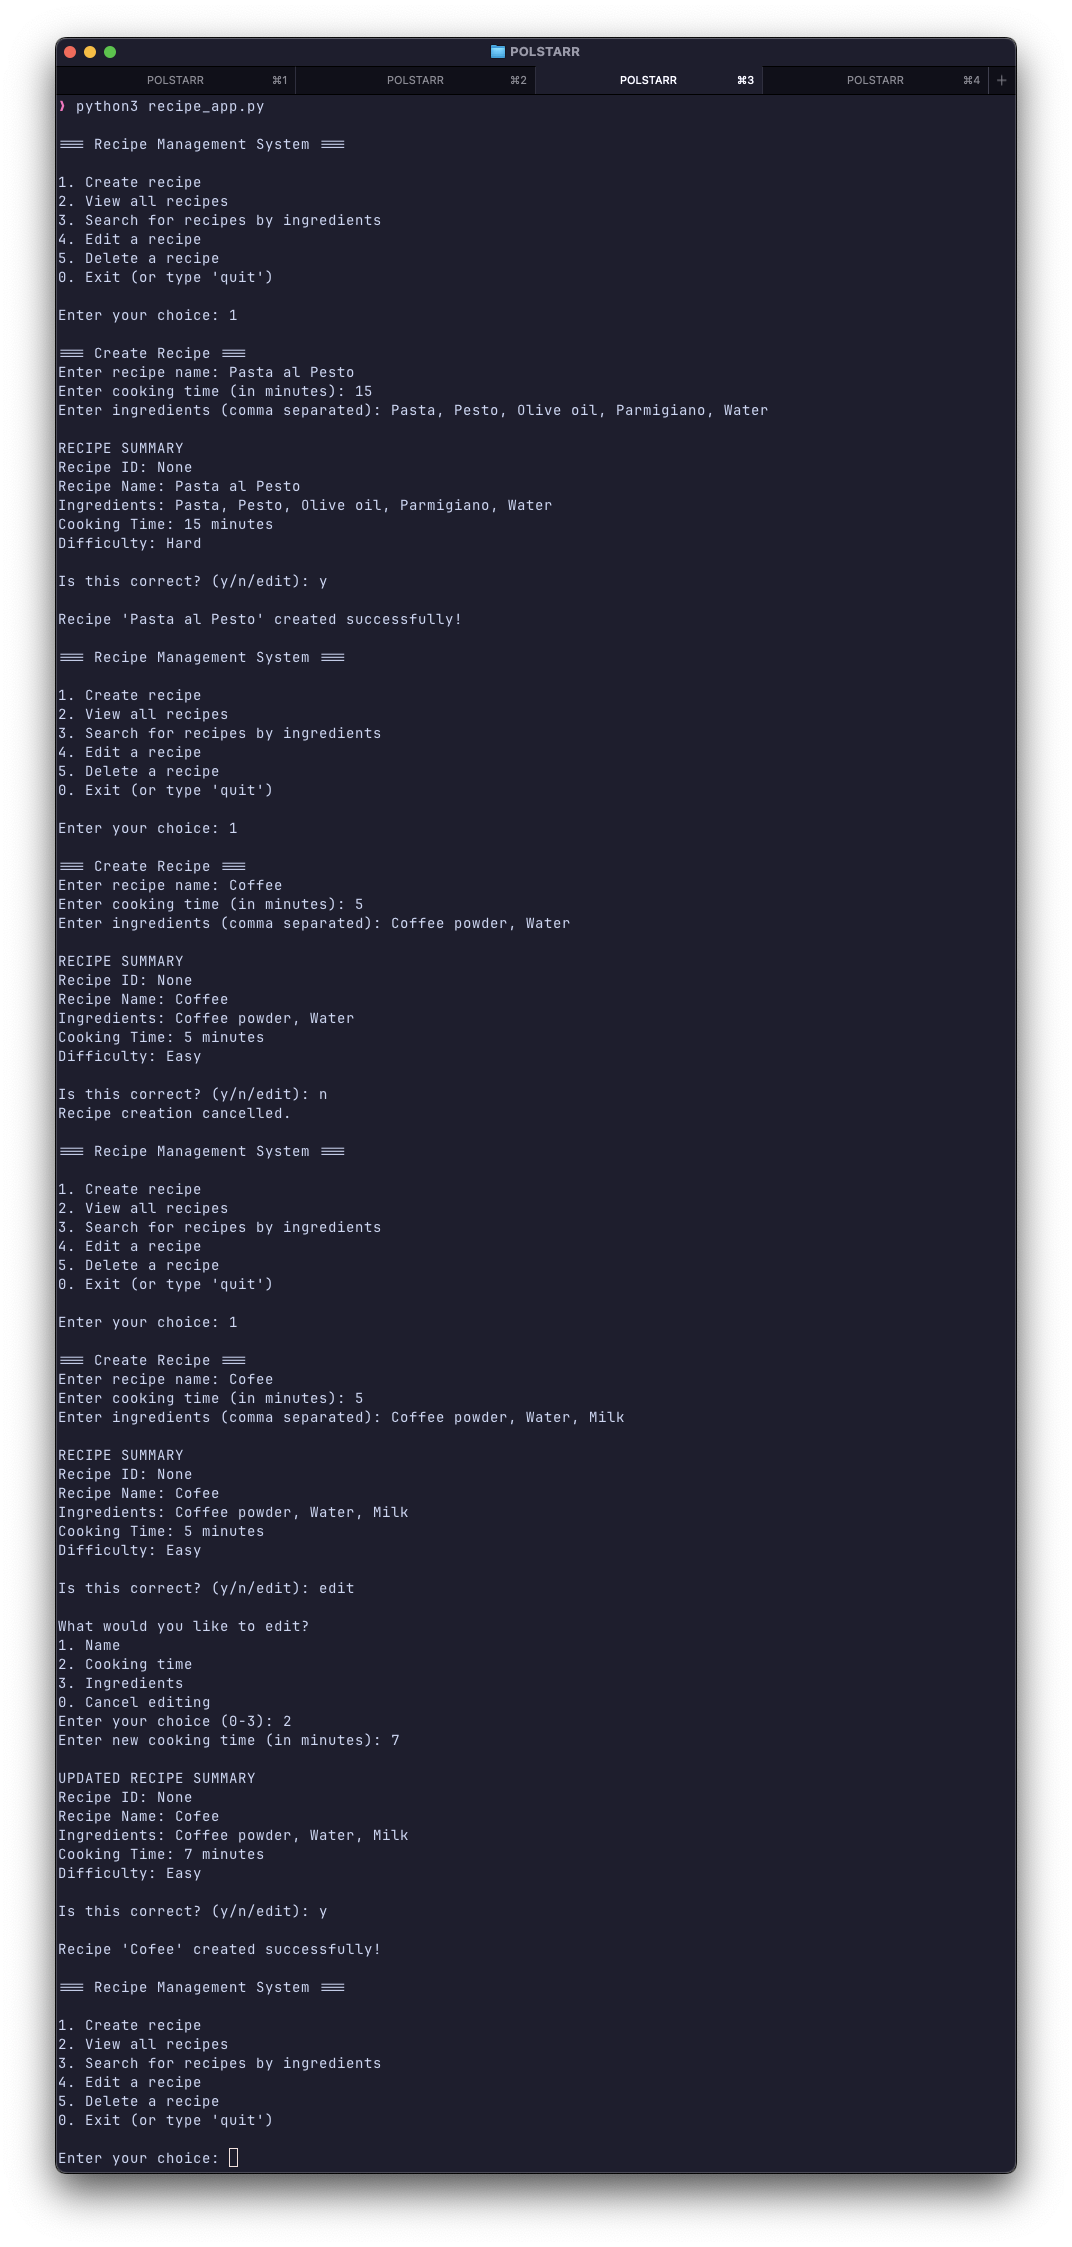 POLSTARR
POLSTARR ⌘1 POLSTARR ⌘2 POLSTARR ⌘3 POLSTARR ⌘4 +
❯ python3 recipe_app.py
=== Recipe Management System ===
1. Create recipe
2. View all recipes
3. Search for recipes by ingredients
4. Edit a recipe
5. Delete a recipe
0. Exit (or type 'quit')
Enter your choice: 1
=== Create Recipe ===
Enter recipe name: Pasta al Pesto
Enter cooking time (in minutes): 15
Enter ingredients (comma separated): Pasta, Pesto, Olive oil, Parmigiano, Water
RECIPE SUMMARY
Recipe ID: None
Recipe Name: Pasta al Pesto
Ingredients: Pasta, Pesto, Olive oil, Parmigiano, Water
Cooking Time: 15 minutes
Difficulty: Hard
Is this correct? (y/n/edit): y
Recipe 'Pasta al Pesto' created successfully!
=== Recipe Management System ===
1. Create recipe
2. View all recipes
3. Search for recipes by ingredients
4. Edit a recipe
5. Delete a recipe
0. Exit (or type 'quit')
Enter your choice: 1
=== Create Recipe ===
Enter recipe name: Coffee
Enter cooking time (in minutes): 5
Enter ingredients (comma separated): Coffee powder, Water
RECIPE SUMMARY
Recipe ID: None
Recipe Name: Coffee
Ingredients: Coffee powder, Water
Cooking Time: 5 minutes
Difficulty: Easy
Is this correct? (y/n/edit): n
Recipe creation cancelled.
=== Recipe Management System ===
1. Create recipe
2. View all recipes
3. Search for recipes by ingredients
4. Edit a recipe
5. Delete a recipe
0. Exit (or type 'quit')
Enter your choice: 1
=== Create Recipe ===
Enter recipe name: Cofee
Enter cooking time (in minutes): 5
Enter ingredients (comma separated): Coffee powder, Water, Milk
RECIPE SUMMARY
Recipe ID: None
Recipe Name: Cofee
Ingredients: Coffee powder, Water, Milk
Cooking Time: 5 minutes
Difficulty: Easy
Is this correct? (y/n/edit): edit
What would you like to edit?
1. Name
2. Cooking time
3. Ingredients
0. Cancel editing
Enter your choice (0-3): 2
Enter new cooking time (in minutes): 7
UPDATED RECIPE SUMMARY
Recipe ID: None
Recipe Name: Cofee
Ingredients: Coffee powder, Water, Milk
Cooking Time: 7 minutes
Difficulty: Easy
Is this correct? (y/n/edit): y
Recipe 'Cofee' created successfully!
=== Recipe Management System ===
1. Create recipe
2. View all recipes
3. Search for recipes by ingredients
4. Edit a recipe
5. Delete a recipe
0. Exit (or type 'quit')
Enter your choice: